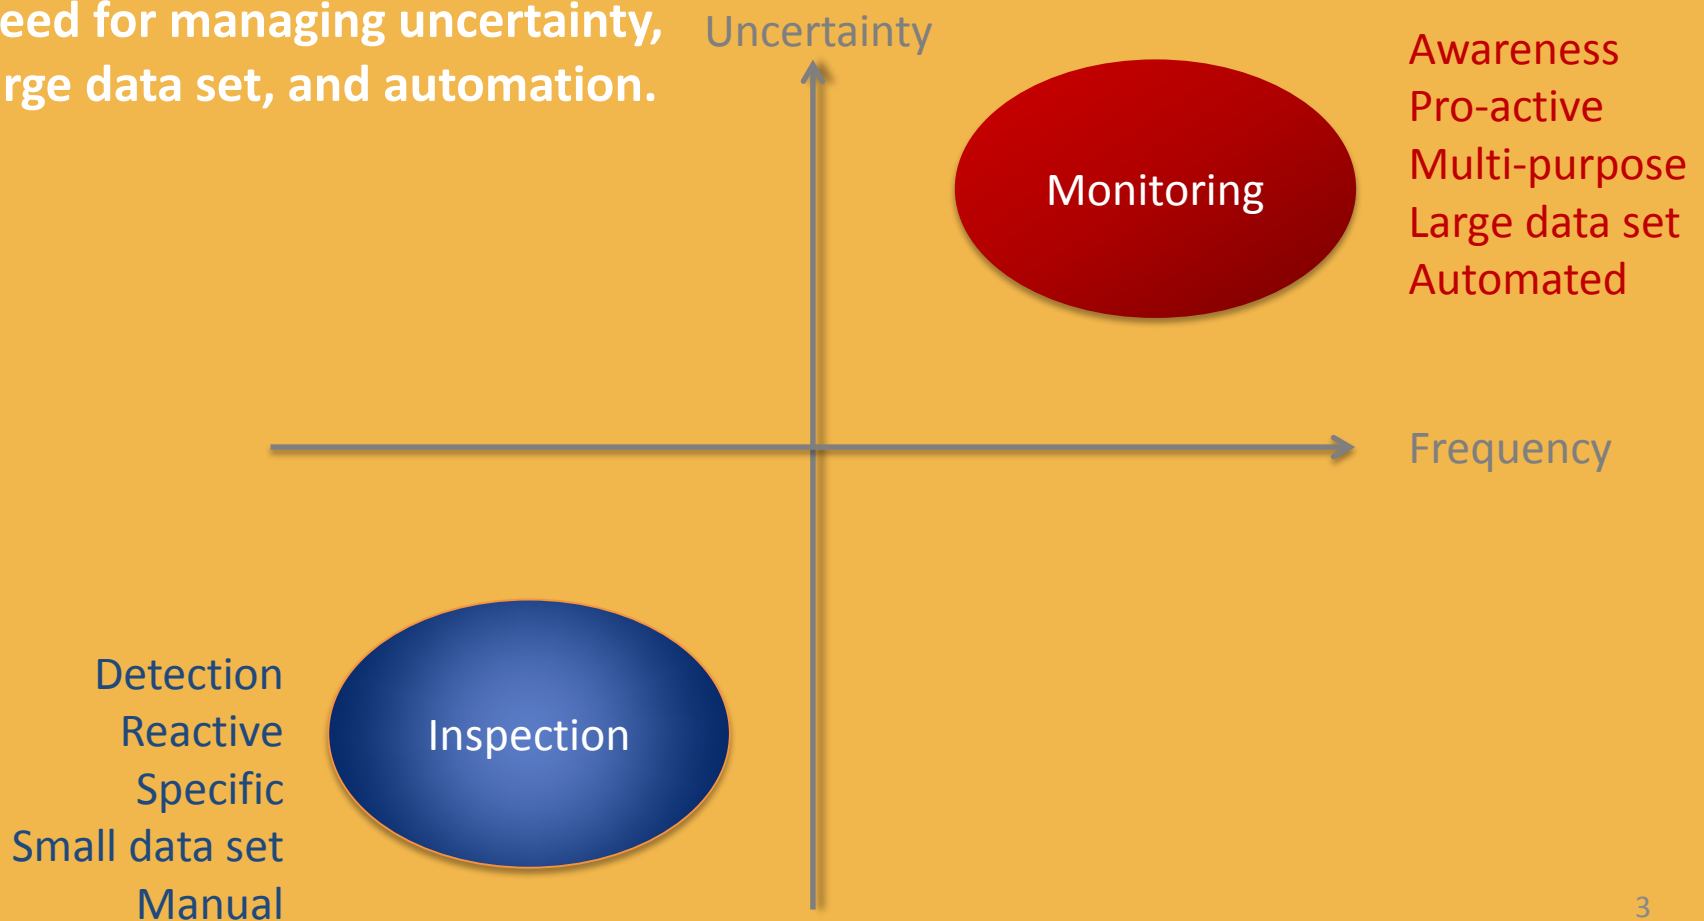 eed for managing uncertainty,
rge data set, and automation.
Uncertainty
Awareness
Pro-active
Multi-purpose
Large data set
Automated
Monitoring
Frequency
Detection
Reactive
Specific
Small data set
Manual
Inspection
3